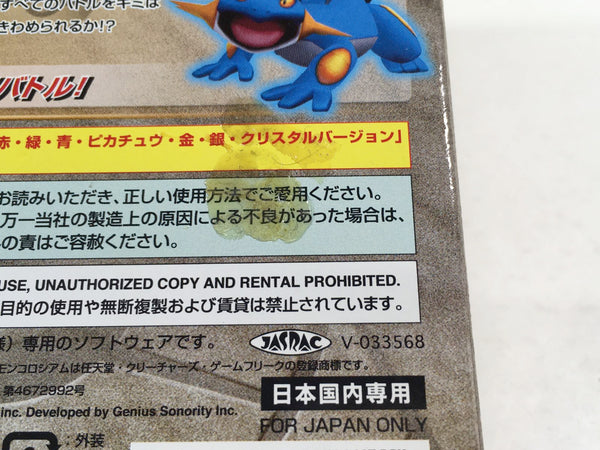 すべてのバトルをキミは
きわめられるか!?
バトル!
赤・緑・青・ピカチュウ・金・銀・クリスタルバージョン」
お読みいただき、正しい使用方法でご愛用ください。
万一当社の製造上の原因による不良があった場合は、
の責はご容赦ください。
USE, UNAUTHORIZED COPY AND RENTAL PROHIBITED.
目的の使用や無断複製および賃貸は禁止されています。
様）専用のソフトウェアです。
JASRAC V-033568
モンコロシアムは任天堂・クリーチャーズ・ゲームフリークの登録商標です。
第4672992号
日本国内専用
inc. Developed by Genius Sonority Inc.
FOR JAPAN ONLY
:外装